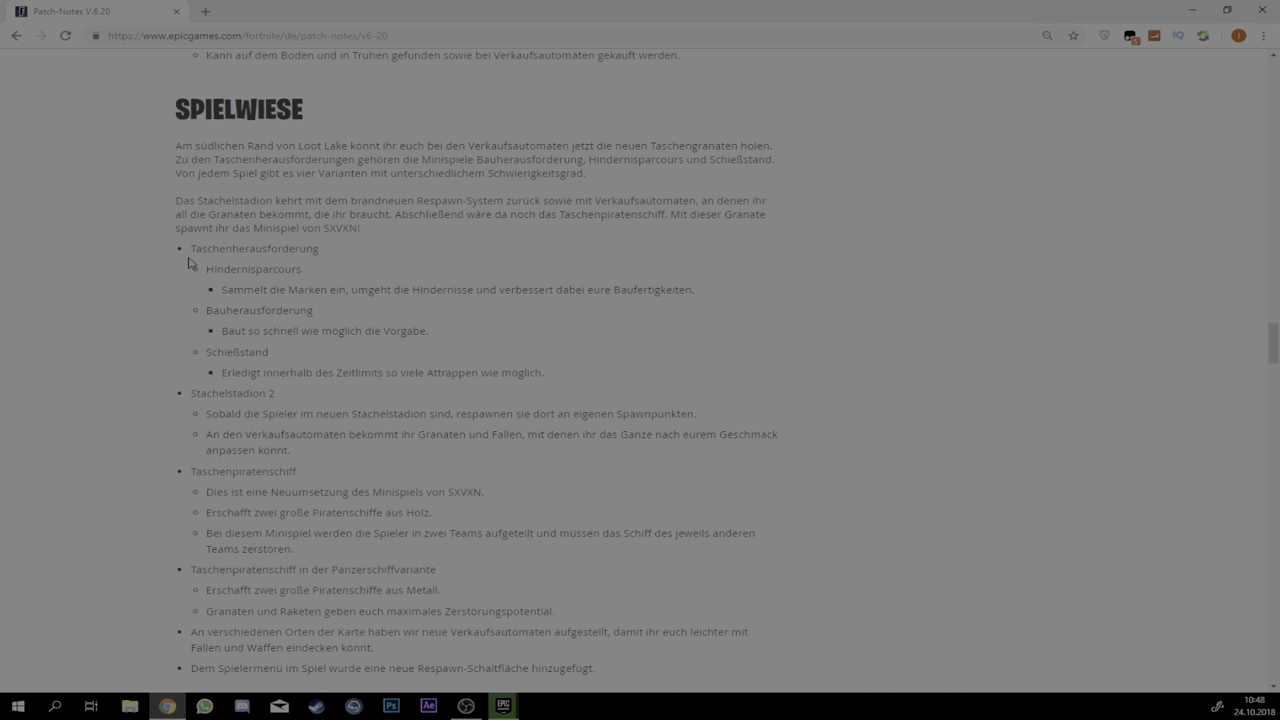 Patch-Notes V.6.20
https://www.epicgames.com/fortnite/de/patch-notes/v6-20
Kann auf dem Boden und in Truhen gefunden sowie bei Verkaufsautomaten gekauft werden.
SPIELWIESE
Am südlichen Rand von Loot Lake könnt ihr euch bei den Verkaufsautomaten jetzt die neuen Taschengranaten holen.
Zu den Taschenherausforderungen gehören die Minispiele Bauherausforderung, Hindernisparcours und Schießstand.
Von jedem Spiel gibt es vier Varianten mit unterschiedlichem Schwierigkeitsgrad.
Das Stachelstadion kehrt mit dem brandneuen Respawn-System zurück sowie mit Verkaufsautomaten, an denen ihr
all die Granaten bekommt, die ihr braucht. Abschließend wäre da noch das Taschenpiratenschiff. Mit dieser Granate
spawnt ihr das Minispiel von SXVXN!
Taschenherausforderung
Hindernisparcours
Sammelt die Marken ein, umgeht die Hindernisse und verbessert dabei eure Baufertigkeiten.
Bauherausforderung
Baut so schnell wie möglich die Vorgabe.
Schießstand
Erledigt innerhalb des Zeitlimits so viele Attrappen wie möglich.
Stachelstadion 2
Sobald die Spieler im neuen Stachelstadion sind, respawnen sie dort an eigenen Spawnpunkten.
An den Verkaufsautomaten bekommt ihr Granaten und Fallen, mit denen ihr das Ganze nach eurem Geschmack
anpassen könnt.
Taschenpiratenschiff
Dies ist eine Neuumsetzung des Minispiels von SXVXN.
Erschafft zwei große Piratenschiffe aus Holz.
Bei diesem Minispiel werden die Spieler in zwei Teams aufgeteilt und müssen das Schiff des jeweils anderen
Teams zerstören.
Taschenpiratenschiff in der Panzerschiffvariante
Erschafft zwei große Piratenschiffe aus Metall.
Granaten und Raketen geben euch maximales Zerstörungspotential.
An verschiedenen Orten der Karte haben wir neue Verkaufsautomaten aufgestellt, damit ihr euch leichter mit
Fallen und Waffen eindecken könnt.
Dem Spielermenü im Spiel wurde eine neue Respawn-Schaltfläche hinzugefügt.
Ps
Ae
EPIC
10:48
24.10.2018